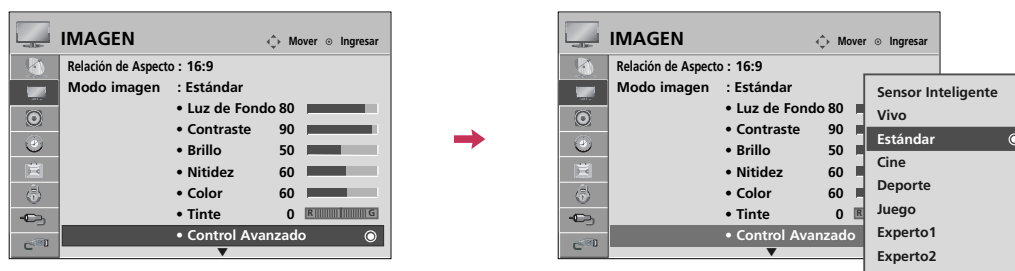 IMAGEN Mover Ingresar
Relación de Aspecto : 16:9
Modo imagen : Estándar
• Luz de Fondo 80
• Contraste 90
• Brillo 50
• Nitidez 60
• Color 60
• Tinte 0 R G
• Control Avanzado
IMAGEN Mover Ingresar
Relación de Aspecto : 16:9
Modo imagen : Estándar
• Luz de Fondo 80
• Contraste 90
• Brillo 50
• Nitidez 60
• Color 60
• Tinte 0 R
• Control Avanzado
Sensor Inteligente
Vivo
Estándar
Cine
Deporte
Juego
Experto1
Experto2